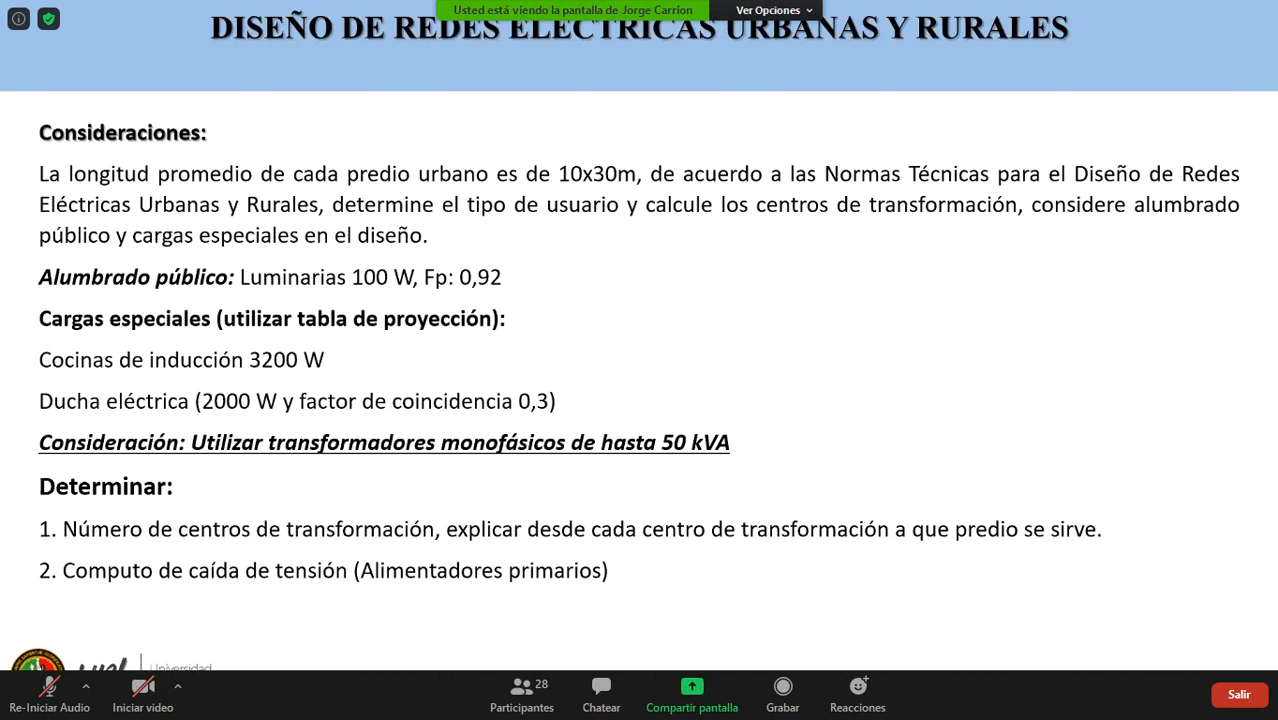 Usted está viendo la pantalla de Jorge Carrion
Ver Opciones
DISEÑO DE REDES ELÉCTRICAS URBANAS Y RURALES
Consideraciones:
La longitud promedio de cada predio urbano es de 10x30m, de acuerdo a las Normas Técnicas para el Diseño de Redes
Eléctricas Urbanas y Rurales, determine el tipo de usuario y calcule los centros de transformación, considere alumbrado
público y cargas especiales en el diseño.
Alumbrado público: Luminarias 100 W, Fp: 0,92
Cargas especiales (utilizar tabla de proyección):
Cocinas de inducción 3200 W
Ducha eléctrica (2000 W y factor de coincidencia 0,3)
Consideración: Utilizar transformadores monofásicos de hasta 50 kVA
Determinar:
1. Número de centros de transformación, explicar desde cada centro de transformación a que predio se sirve.
2. Computo de caída de tensión (Alimentadores primarios)
Universidad
28
Re-Iniciar Audio
Iniciar video
Participantes
Chatear
Compartir pantalla
Grabar
Reacciones
Salir